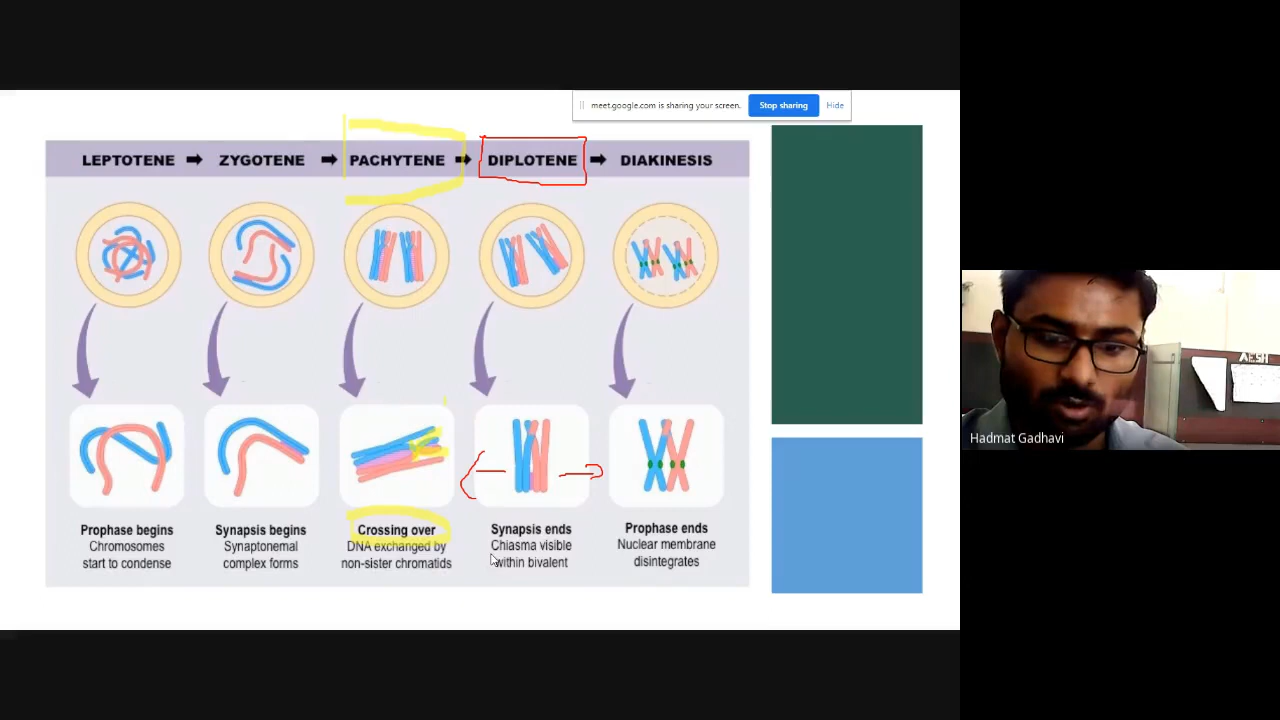 meet.google.com is sharing your screen. Stop sharing Hide
LEPTOTENE ➡ ZYGOTENE ➡ PACHYTENE ➡ DIPLOTENE ➡ DIAKINESIS
Prophase begins
Chromosomes
start to condense
Synapsis begins
Synaptonemal
complex forms
Crossing over
DNA exchanged by
non-sister chromatids
Synapsis ends
Chiasma visible
within bivalent
Prophase ends
Nuclear membrane
disintegrates
Hadmat Gadhavi